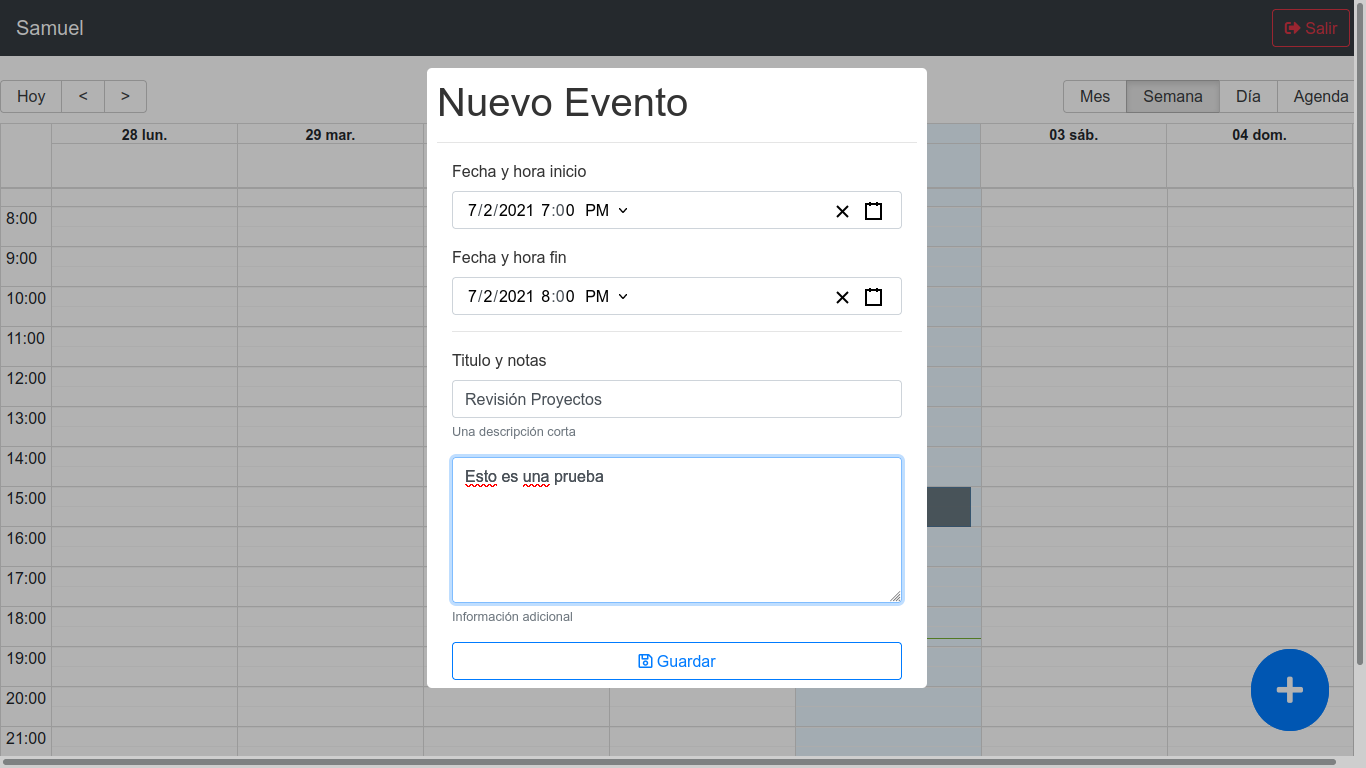 Samuel
Salir
Hoy < >
Mes Semana Día Agenda
28 lun. 29 mar. 03 sáb. 04 dom.
Nuevo Evento
Fecha y hora inicio
7/2/2021 7:00 PM
Fecha y hora fin
7/2/2021 8:00 PM
Titulo y notas
Revisión Proyectos
Una descripción corta
Esto es una prueba
Información adicional
Guardar
8:00
9:00
10:00
11:00
12:00
13:00
14:00
15:00
16:00
17:00
18:00
19:00
20:00
21:00